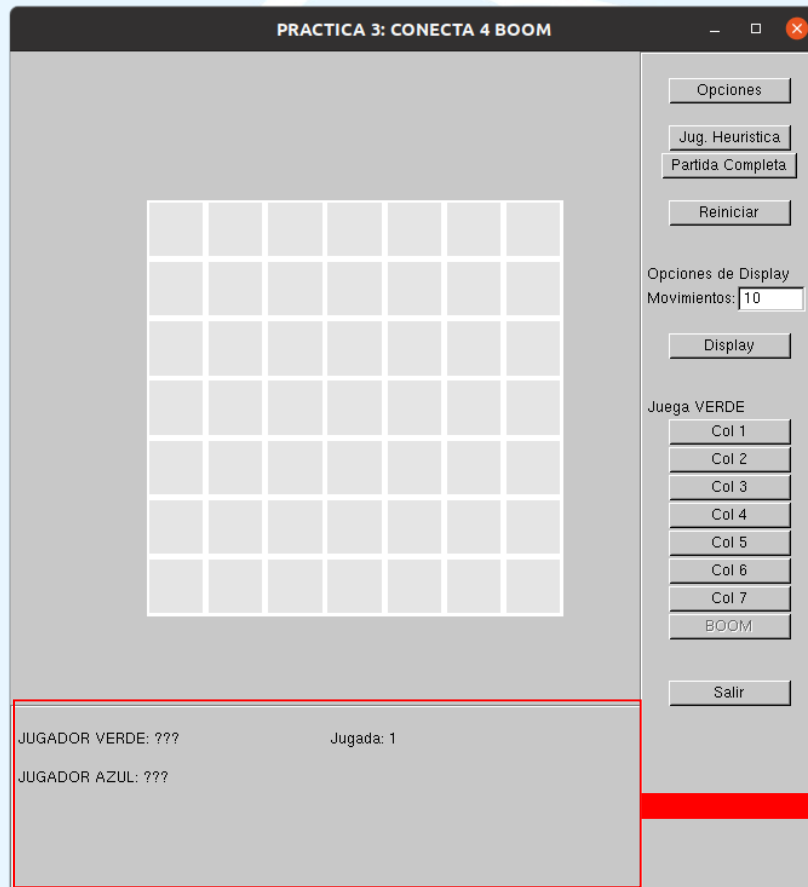 PRACTICA 3: CONECTA 4 BOOM
Opciones
Jug. Heuristica
Partida Completa
Reiniciar
Opciones de Display
Movimientos: 10
Display
Juega VERDE
Col 1
Col 2
Col 3
Col 4
Col 5
Col 6
Col 7
BOOM
Salir
JUGADOR VERDE: ??? Jugada: 1
JUGADOR AZUL: ???